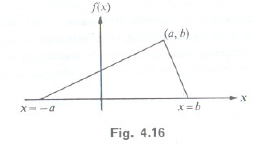 f(x)
(a, b)
x
x = -a
x = b
Fig. 4.16